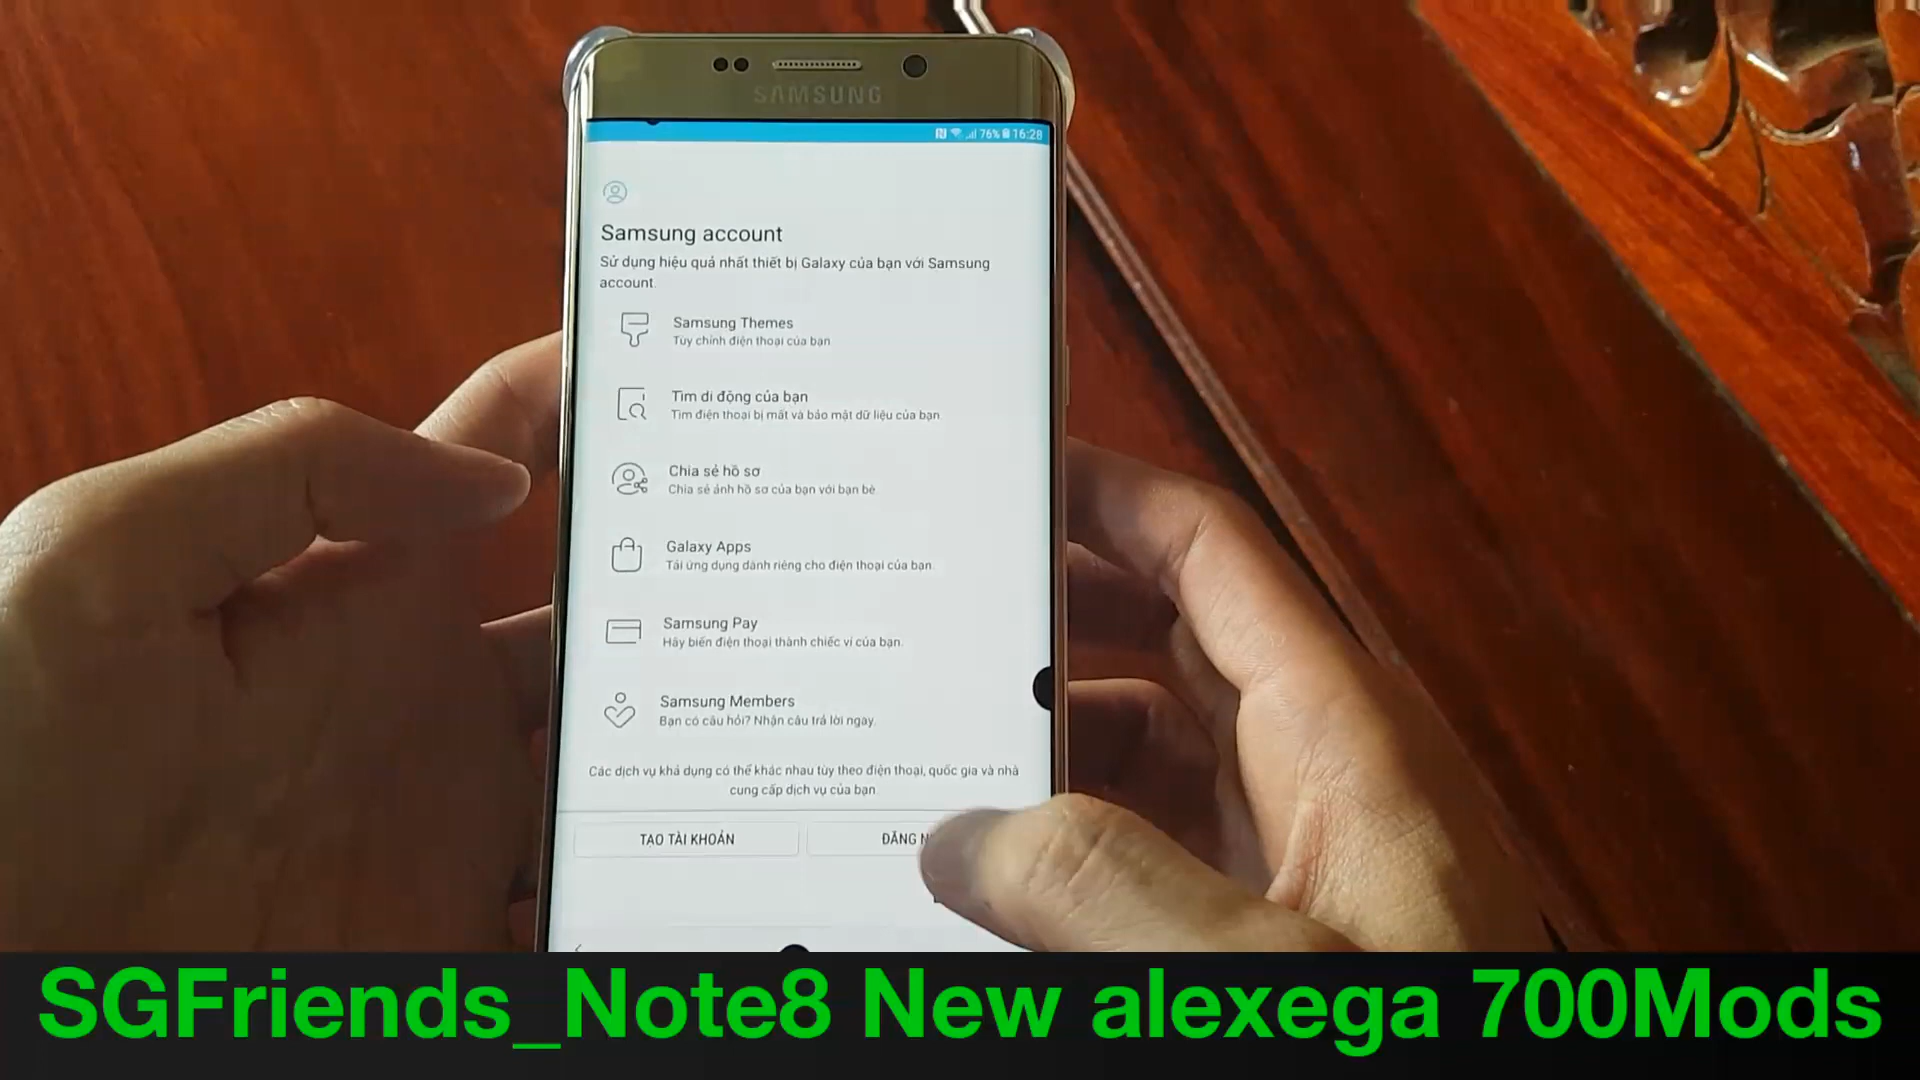 SAMSUNG
76% 16:28
Samsung account
Sử dụng hiệu quả nhất thiết bị Galaxy của bạn với Samsung
account.
Samsung Themes
Tùy chỉnh điện thoại của bạn
Tìm di động của bạn
Tìm điện thoại bị mất và bảo mật dữ liệu của bạn.
Chia sẻ hồ sơ
Chia sẻ ảnh hồ sơ của bạn với bạn bè.
Galaxy Apps
Tải ứng dụng dành riêng cho điện thoại của bạn.
Samsung Pay
Hãy biến điện thoại thành chiếc ví của bạn.
Samsung Members
Bạn có câu hỏi? Nhận câu trả lời ngay.
Các dịch vụ khả dụng có thể khác nhau tùy theo điện thoại, quốc gia và nhà
cung cấp dịch vụ của bạn
TẠO TÀI KHOẢN
ĐĂNG
SGFriends_Note8 New alexega 700Mods